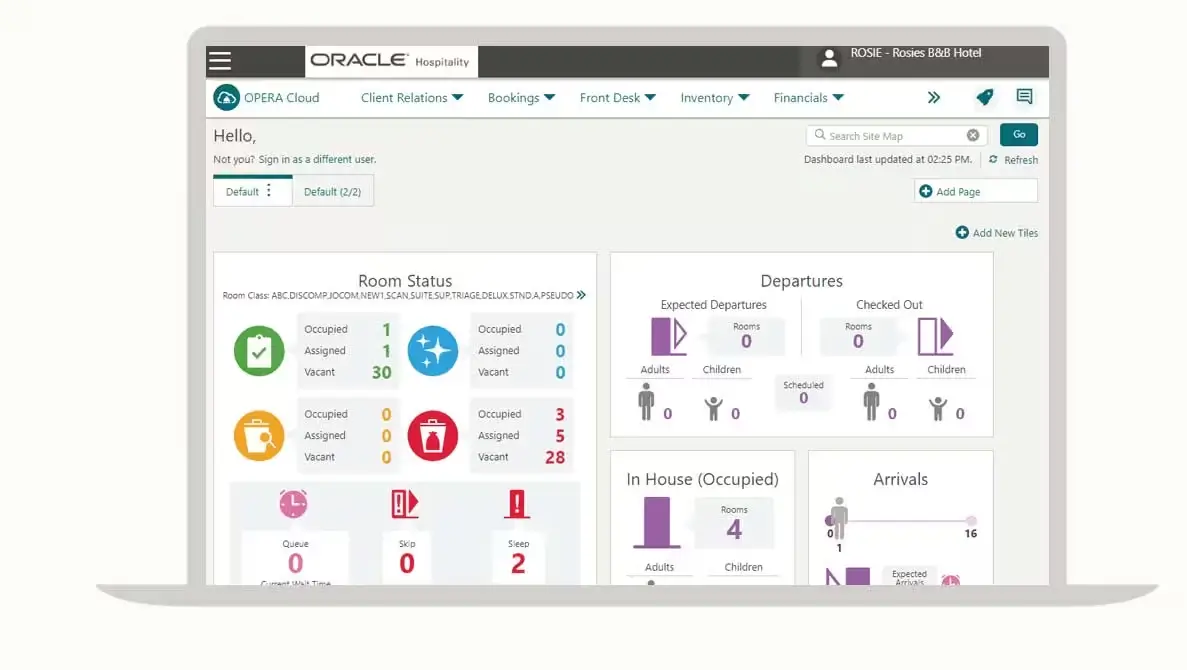 ORACLE Hospitality
ROSIE - Rosies B&B Hotel
OPERA Cloud Client Relations Bookings Front Desk Inventory Financials
Hello,
Search Site Map Go
Not you? Sign in as a different user.
Dashboard last updated at 02:25 PM. Refresh
Default Default (2/2)
Add Page
Add New Tiles
Room Status
Room Class: ABC,DISCOMP,JOCOM,NEW1,SCAN,SUITE,SUP,TRIAGE,DELUX,STND,A,PSEUDO
Occupied 1
Assigned 1
Vacant 30
Occupied 0
Assigned 0
Vacant 0
Occupied 0
Assigned 0
Vacant 0
Occupied 3
Assigned 5
Vacant 28
Queue
0
Current Wait Time
Skip
0
Sleep
2
Departures
Expected Departures
Rooms
0
Adults Children
0 0
Scheduled
0
Checked Out
Rooms
0
Adults Children
0 0
In House (Occupied)
Rooms
4
Adults Children
Arrivals
0 16
1
Expected
Arrivals